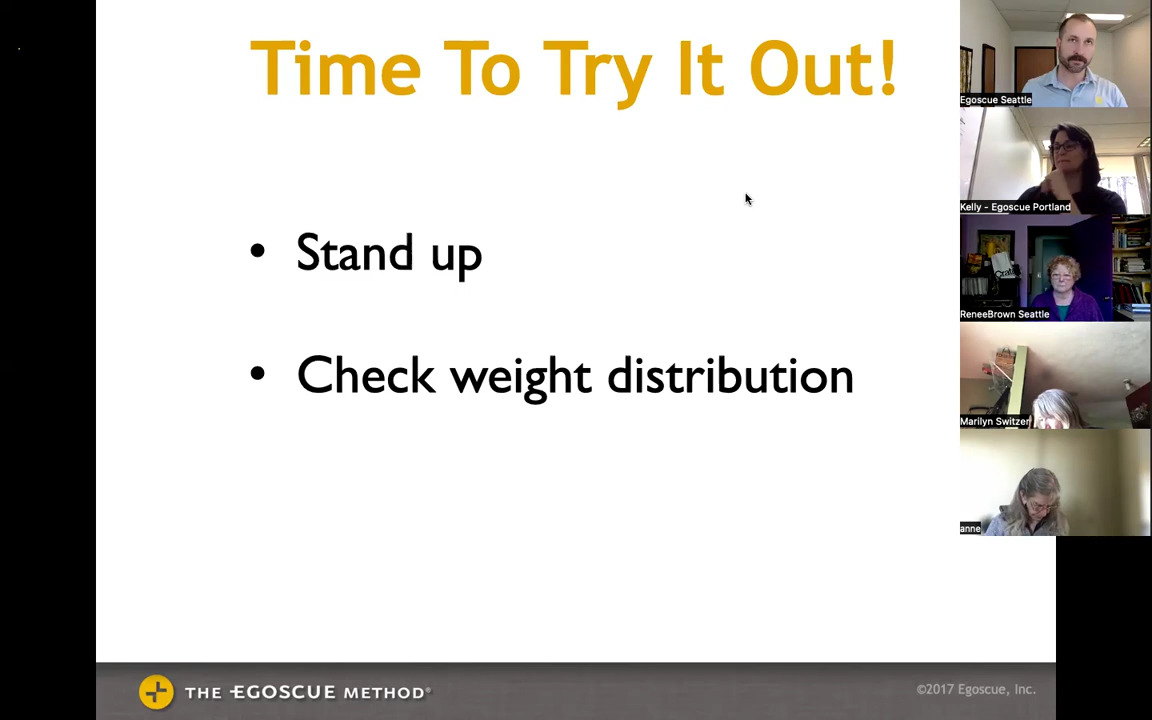 Time To Try It Out!
• Stand up
• Check weight distribution
THE EGOSCUE METHOD®
©2017 Egoscue, Inc.
Egoscue Seattle
Kelly - Egoscue Portland
ReneeBrown Seattle
Marilyn Switzer
anne